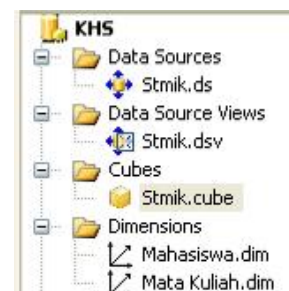 KHS
Data Sources
Stmik.ds
Data Source Views
Stmik.dsv
Cubes
Stmik.cube
Dimensions
Mahasiswa.dim
Mata Kuliah.dim